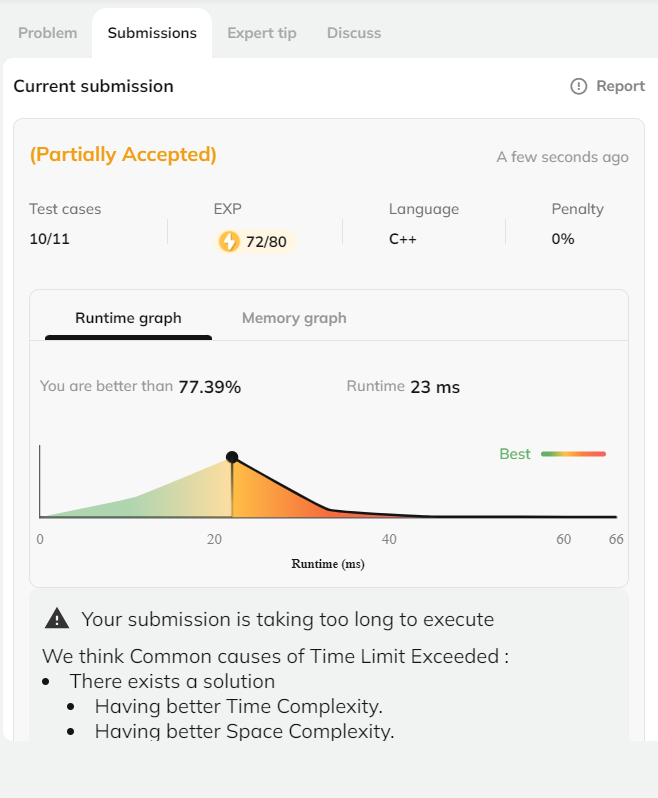 Problem Submissions Expert tip Discuss
Current submission Report
(Partially Accepted) A few seconds ago
Test cases EXP Language Penalty
10/11 72/80 C++ 0%
Runtime graph Memory graph
You are better than 77.39% Runtime 23 ms
Best
0 20 40 60 66
Runtime (ms)
Your submission is taking too long to execute
We think Common causes of Time Limit Exceeded :
• There exists a solution
• Having better Time Complexity.
• Having better Space Complexity.